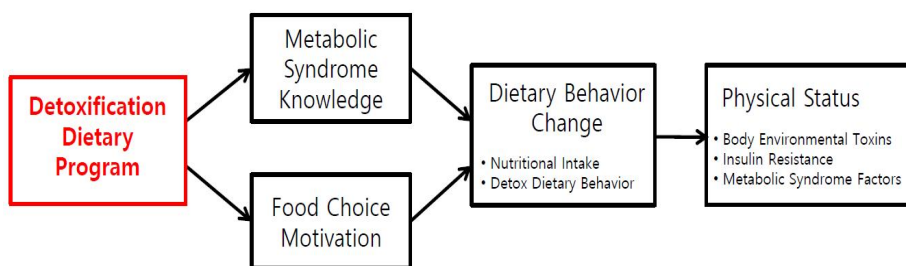 Detoxification
Dietary
Program
Metabolic
Syndrome
Knowledge
Food Choice
Motivation
Dietary Behavior
Change
• Nutritional Intake
• Detox Dietary Behavior
Physical Status
• Body Environmental Toxins
• Insulin Resistance
• Metabolic Syndrome Factors